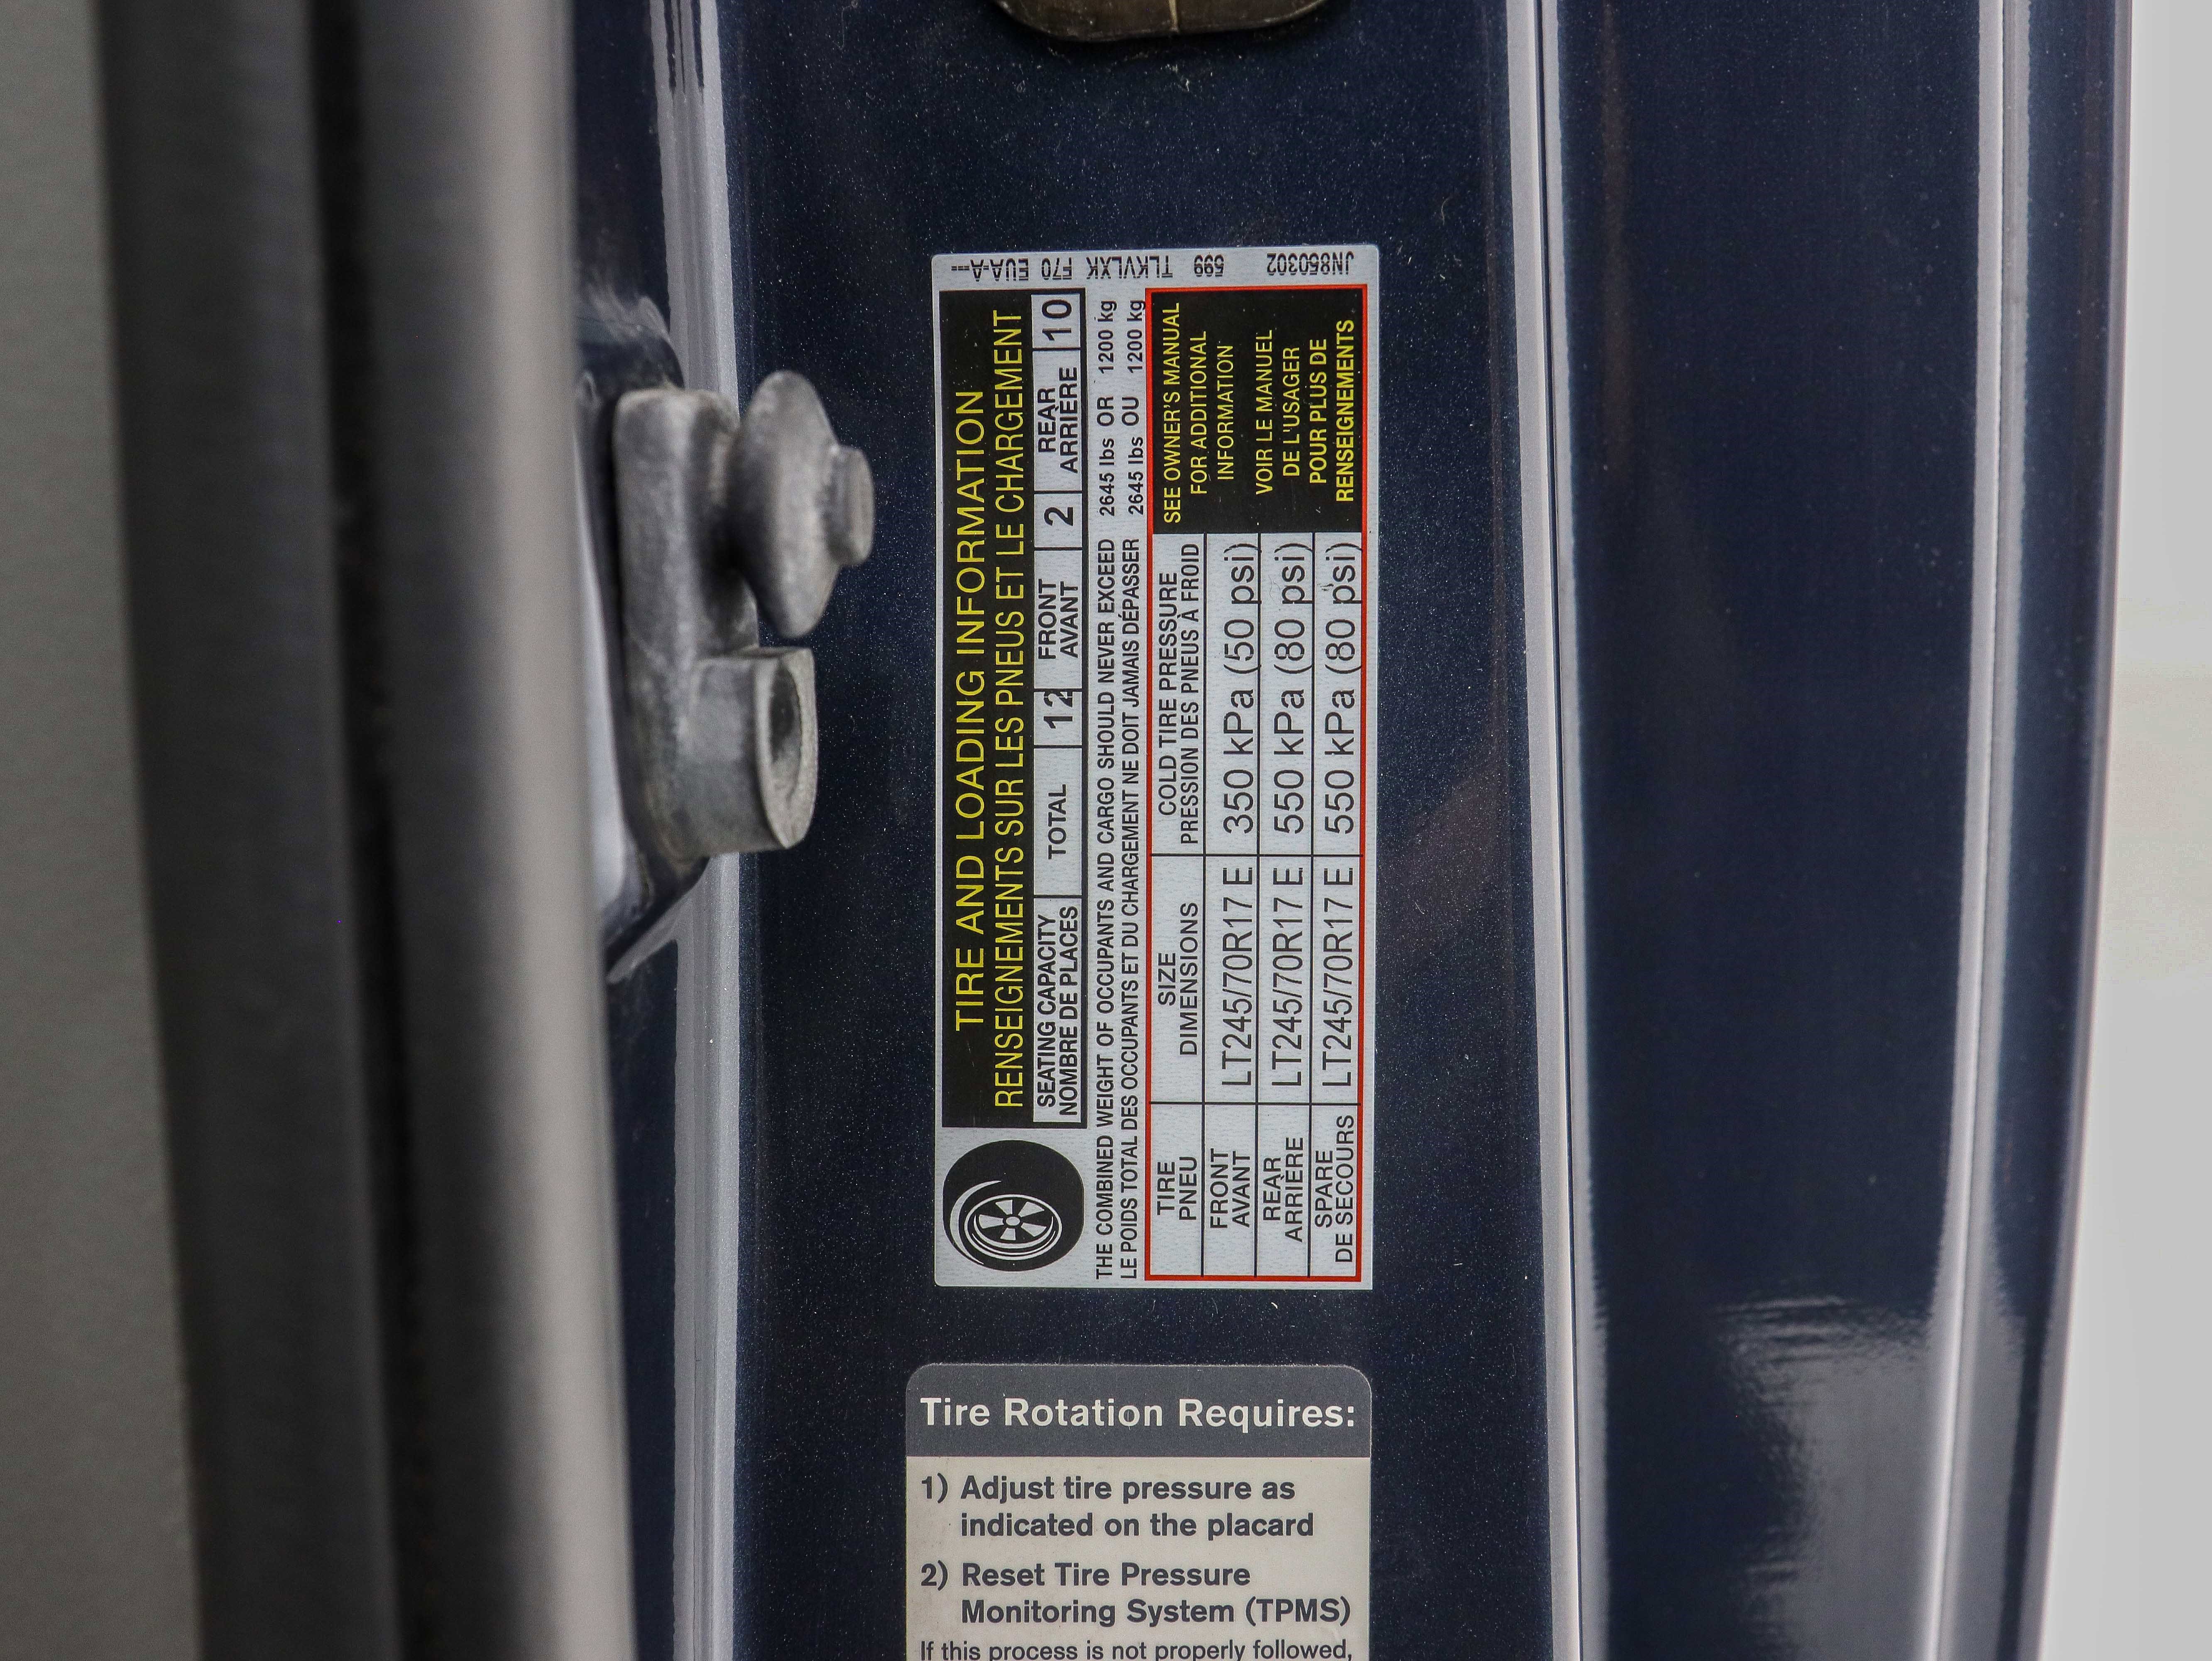 TIRE AND LOADING INFORMATION
RENSEIGNEMENTS SUR LES PNEUS ET LE CHARGEMENT
SEATING CAPACITY TOTAL 12 FRONT 2 REAR 10
NOMBRE DE PLACES AVANT ARRIÈRE
THE COMBINED WEIGHT OF OCCUPANTS AND CARGO SHOULD NEVER EXCEED 2645 lbs OR 1200 kg
LE POIDS TOTAL DES OCCUPANTS ET DU CHARGEMENT NE DOIT JAMAIS DÉPASSER 2645 lbs OU 1200 kg
TIRE SIZE COLD TIRE PRESSURE
PNEU DIMENSIONS PRESSION DES PNEUS À FROID
FRONT LT245/70R17 E 350 kPa (50 psi)
AVANT
REAR LT245/70R17 E 550 kPa (80 psi)
ARRIÈRE
SPARE LT245/70R17 E 550 kPa (80 psi)
DE SECOURS
SEE OWNER'S MANUAL
FOR ADDITIONAL
INFORMATION
VOIR LE MANUEL
DE L'USAGER
POUR PLUS DE
RENSEIGNEMENTS
JN850302 599 TLKVLXK F70 EUA-A---
Tire Rotation Requires:
1) Adjust tire pressure as
indicated on the placard
2) Reset Tire Pressure
Monitoring System (TPMS)
If this process is not properly followed,